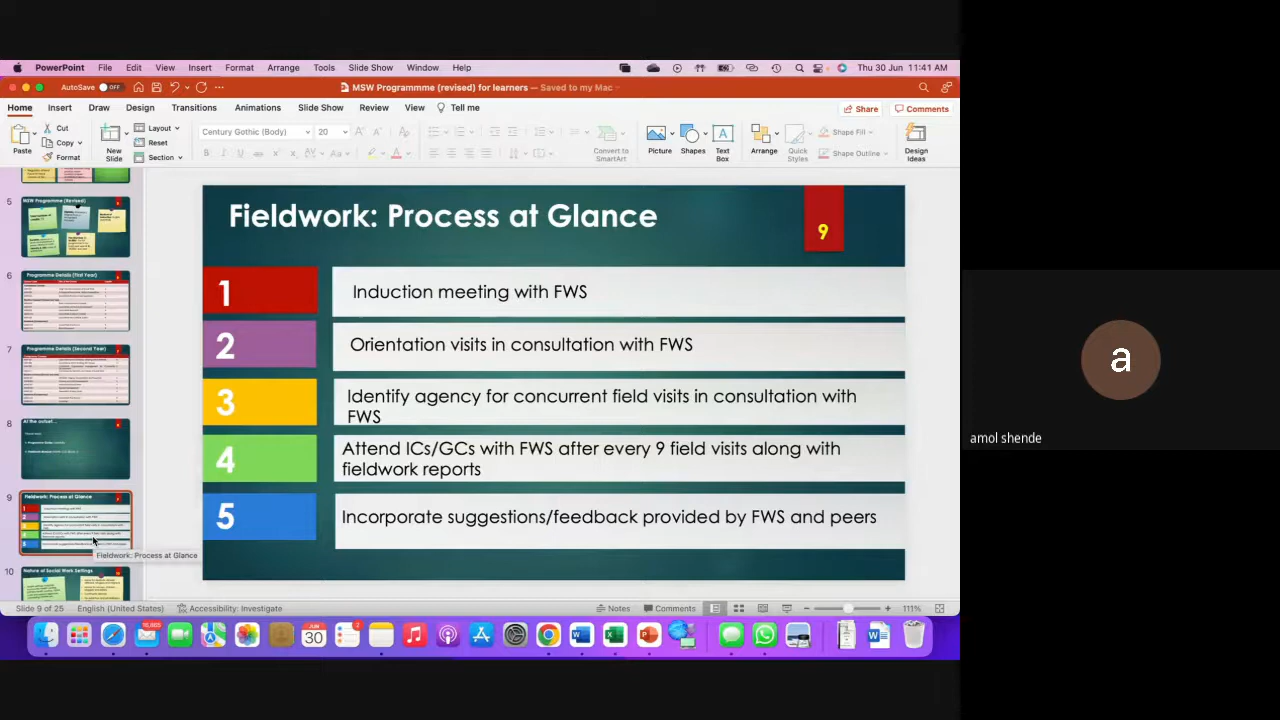 PowerPoint File Edit View Insert Format Arrange Tools Slide Show Window Help Thu 30 Jun 11:41 AM
AutoSave OFF MSW Programmme (revised) for learners — Saved to my Mac
Home Insert Draw Design Transitions Animations Slide Show Review View Tell me Share Comments
Paste Cut Copy Format New Slide Layout Reset Section Century Gothic (Body) 20 Convert to SmartArt Picture Shapes Text Box Arrange Quick Styles Shape Fill Shape Outline Design Ideas
5
MSW Programme (Revised)
6
Programme Details (First Year)
7
Programme Details (Second Year)
8
At the outset...
9
Fieldwork: Process at Glance
10
Nature of Social Work Settings
Fieldwork: Process at Glance
Fieldwork: Process at Glance
9
1 Induction meeting with FWS
2 Orientation visits in consultation with FWS
3 Identify agency for concurrent field visits in consultation with
FWS
4 Attend ICs/GCs with FWS after every 9 field visits along with
fieldwork reports
5 Incorporate suggestions/feedback provided by FWS and peers
Slide 9 of 25 English (United States) Accessibility: Investigate Notes Comments 111%
JUN
30
2
a
amol shende